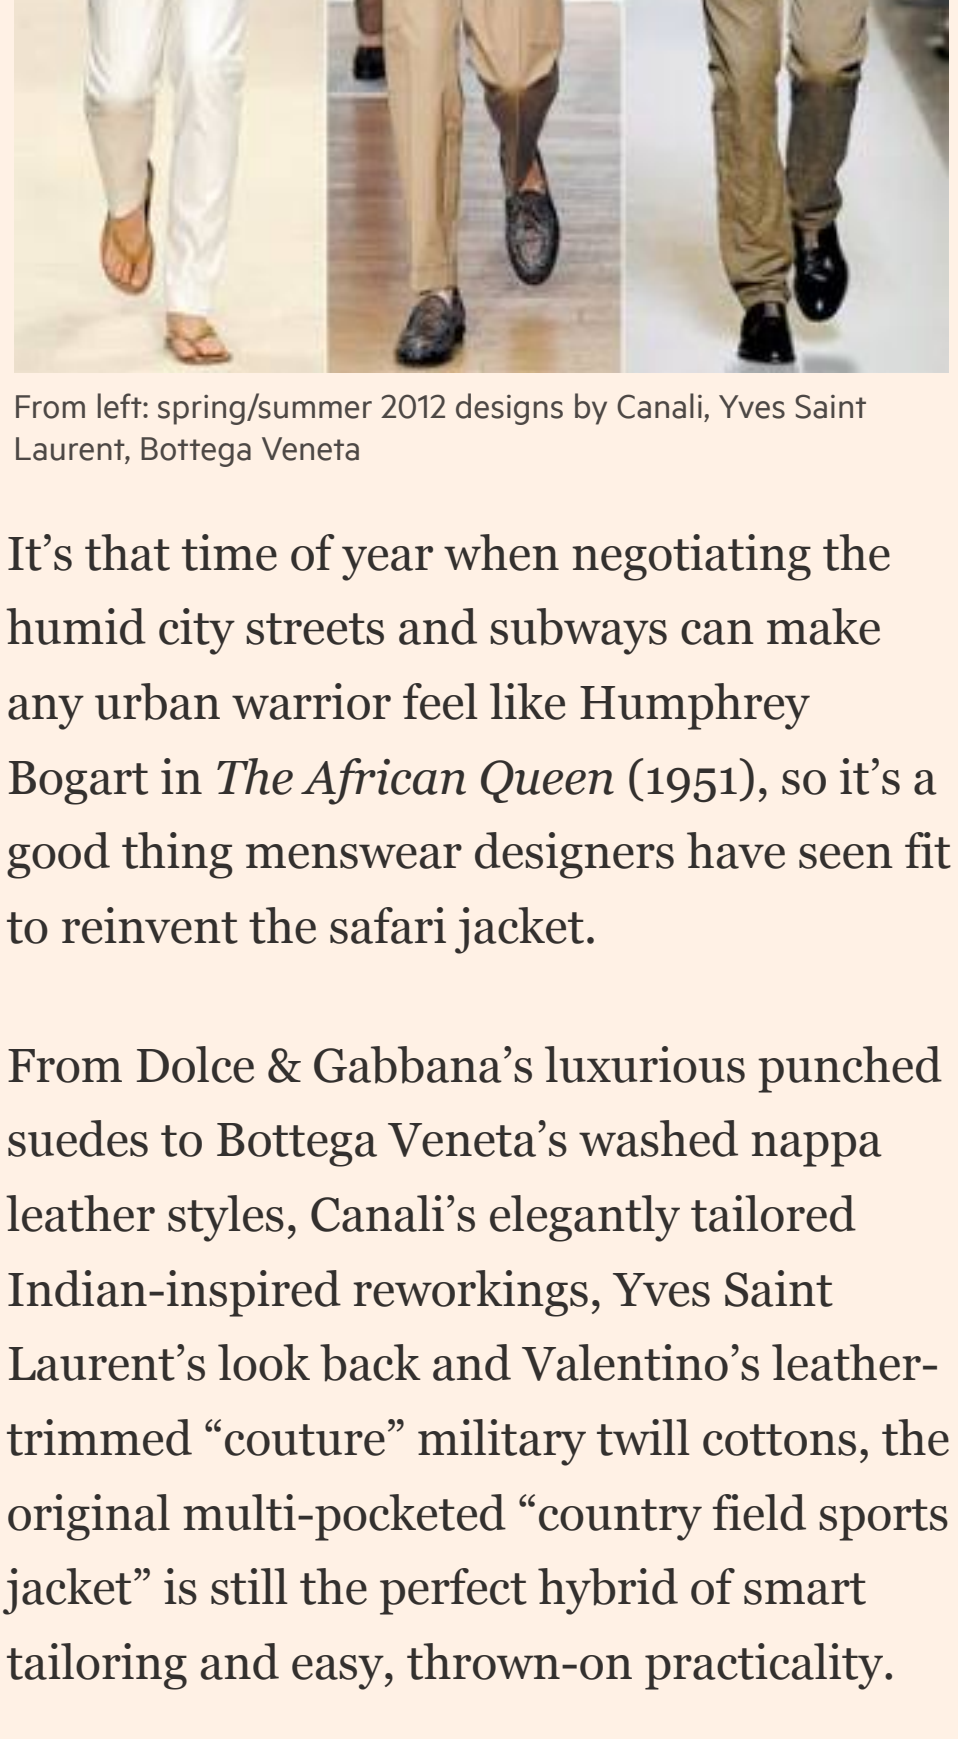 From left: spring/summer 2012 designs by Canali, Yves Saint
Laurent, Bottega Veneta
It’s that time of year when negotiating the
humid city streets and subways can make
any urban warrior feel like Humphrey
Bogart in The African Queen (1951), so it’s a
good thing menswear designers have seen fit
to reinvent the safari jacket.
From Dolce & Gabbana’s luxurious punched
suedes to Bottega Veneta’s washed nappa
leather styles, Canali’s elegantly tailored
Indian-inspired reworkings, Yves Saint
Laurent’s look back and Valentino’s leather-
trimmed “couture” military twill cottons, the
original multi-pocketed “country field sports
jacket” is still the perfect hybrid of smart
tailoring and easy, thrown-on practicality.